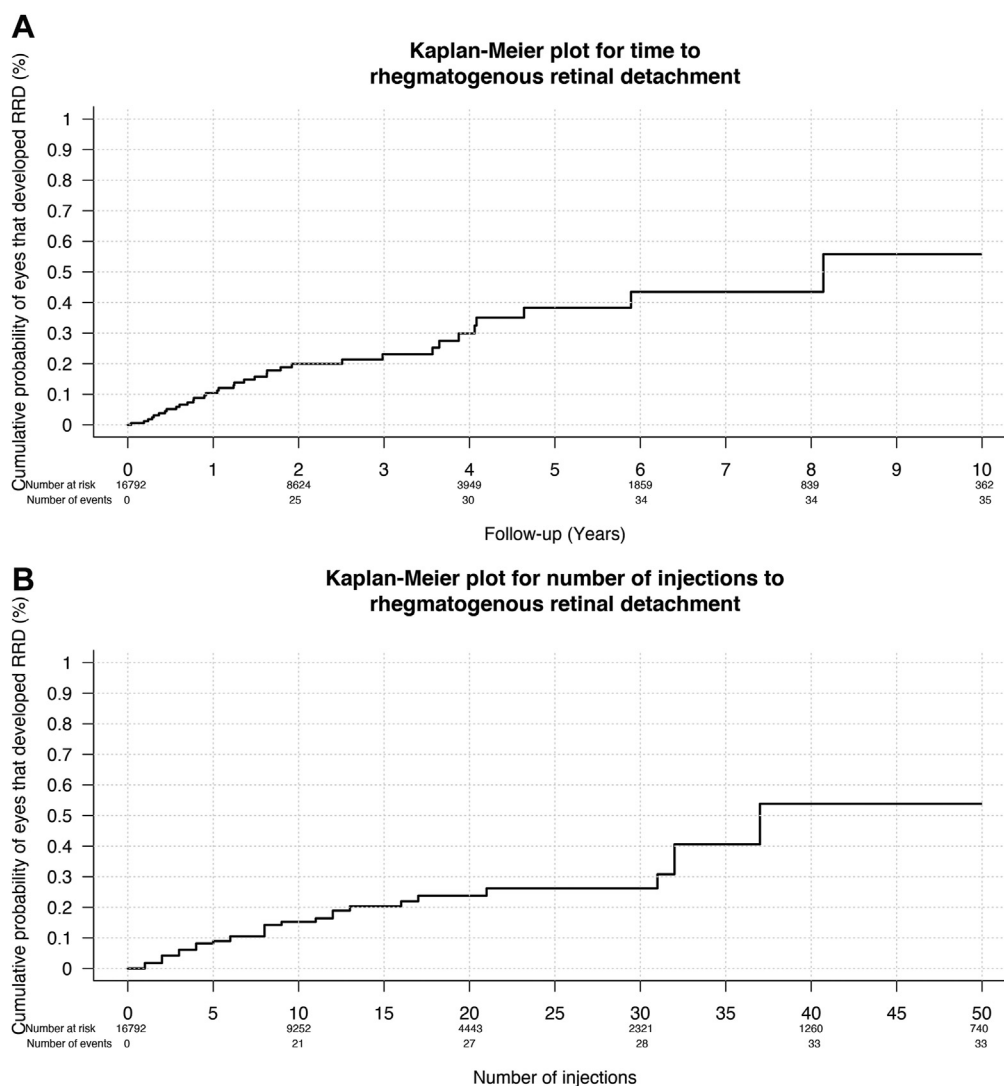 A
Kaplan-Meier plot for time to
rhegmatogenous retinal detachment
Cumulative probability of eyes that developed RRD (%)
1
0.9
0.8
0.7
0.6
0.5
0.4
0.3
0.2
0.1
0
0 1 2 3 4 5 6 7 8 9 10
Number at risk 16792 8624 3949 1859 839 362
Number of events 0 25 30 34 34 35
Follow-up (Years)
B
Kaplan-Meier plot for number of injections to
rhegmatogenous retinal detachment
Cumulative probability of eyes that developed RRD (%)
1
0.9
0.8
0.7
0.6
0.5
0.4
0.3
0.2
0.1
0
0 5 10 15 20 25 30 35 40 45 50
Number at risk 16792 9252 4443 2321 1260 740
Number of events 0 21 27 28 33 33
Number of injections